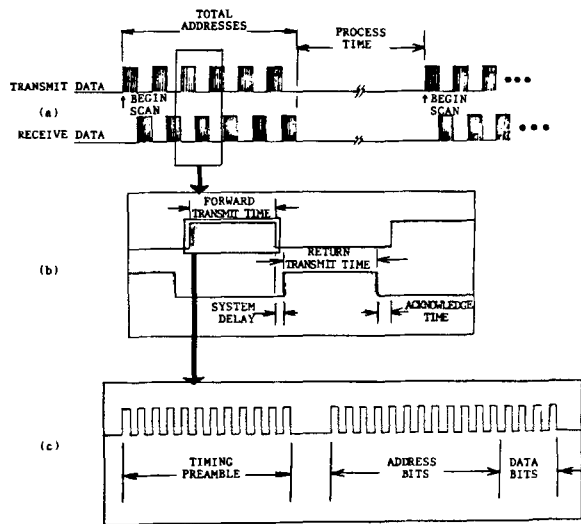 TOTAL
ADDRESSES
PROCESS
TIME
TRANSMIT DATA
(a)
BEGIN
SCAN
BEGIN
SCAN
RECEIVE DATA
(b)
FORWARD
TRANSMIT TIME
RETURN
TRANSMIT TIME
SYSTEM
DELAY
ACKNOWLEDGE
TIME
(c)
TIMING
PREAMBLE
ADDRESS
BITS
DATA
BITS